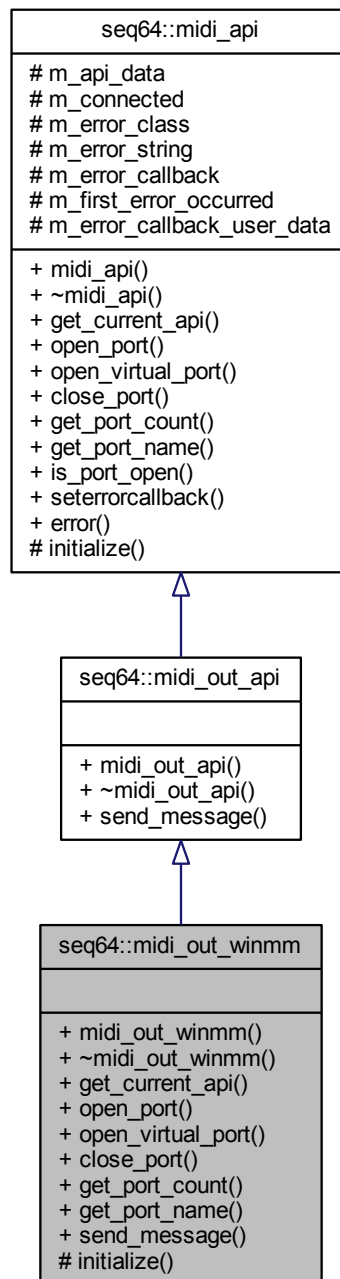 seq64::midi_api
# m_api_data
# m_connected
# m_error_class
# m_error_string
# m_error_callback
# m_first_error_occurred
# m_error_callback_user_data
+ midi_api()
+ ~midi_api()
+ get_current_api()
+ open_port()
+ open_virtual_port()
+ close_port()
+ get_port_count()
+ get_port_name()
+ is_port_open()
+ seterrorcallback()
+ error()
# initialize()
seq64::midi_out_api
+ midi_out_api()
+ ~midi_out_api()
+ send_message()
seq64::midi_out_winmm
+ midi_out_winmm()
+ ~midi_out_winmm()
+ get_current_api()
+ open_port()
+ open_virtual_port()
+ close_port()
+ get_port_count()
+ get_port_name()
+ send_message()
# initialize()